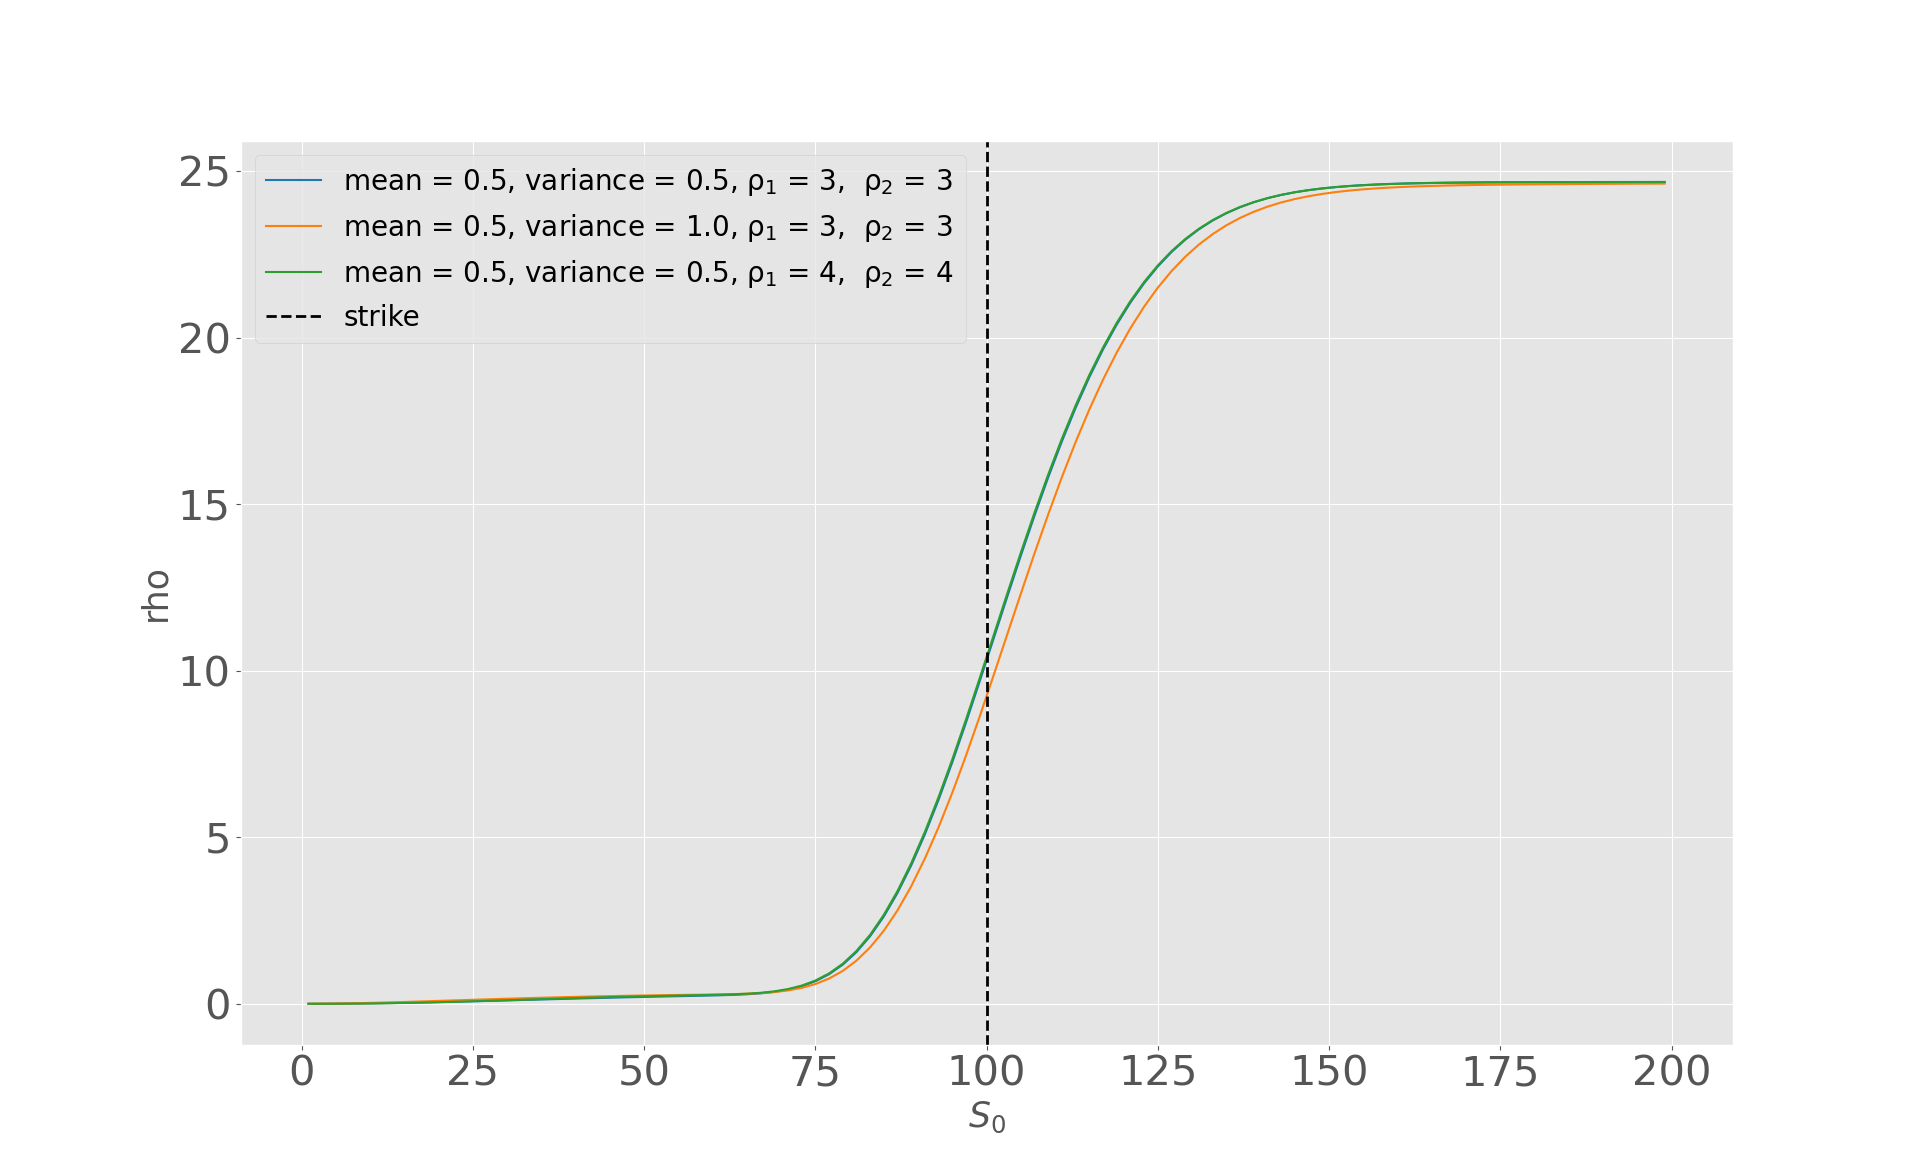 mean = 0.5, variance = 0.5, ρ₁ = 3, ρ₂ = 3
mean = 0.5, variance = 1.0, ρ₁ = 3, ρ₂ = 3
mean = 0.5, variance = 0.5, ρ₁ = 4, ρ₂ = 4
strike
25
20
15
10
5
0
rho
0 25 50 75 100 125 150 175 200
S₀